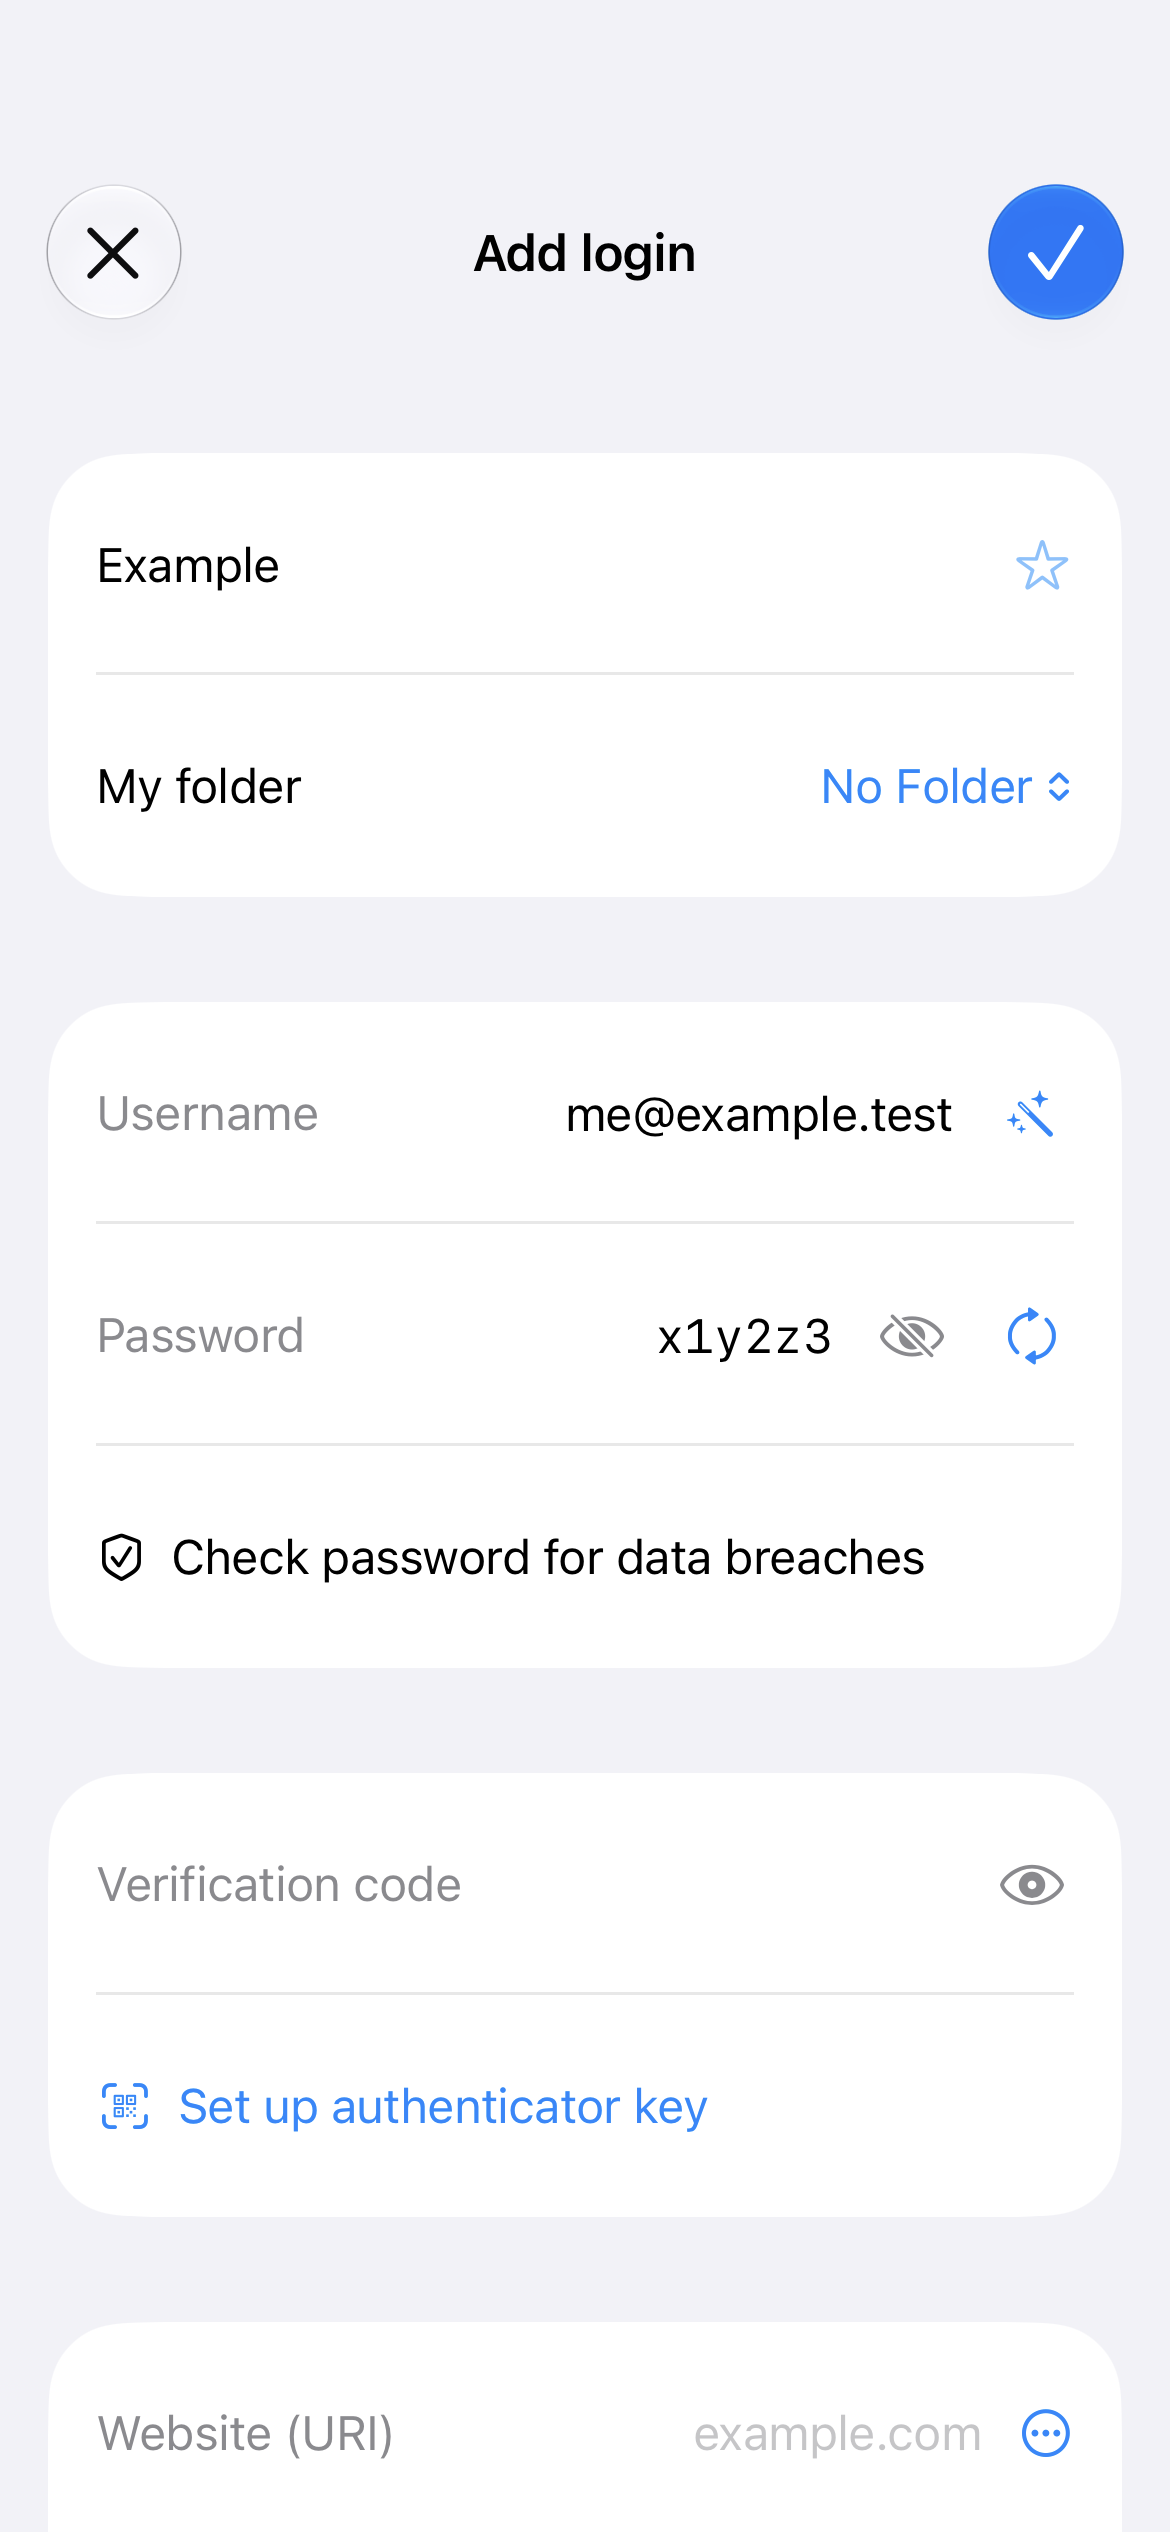 Add login
Example
My folder No Folder
Username me@example.test
Password x1y2z3
Check password for data breaches
Verification code
Set up authenticator key
Website (URI) example.com